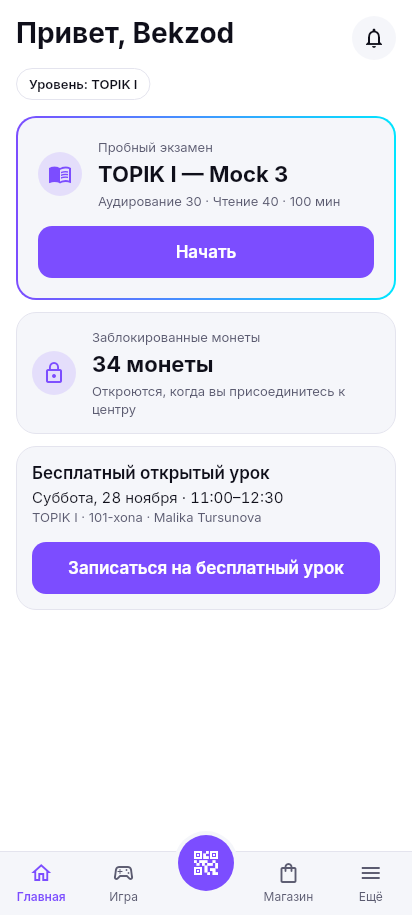 Привет, Bekzod
Уровень: TOPIK I
Пробный экзамен
TOPIK I — Mock 3
Аудирование 30 · Чтение 40 · 100 мин
Начать
Заблокированные монеты
34 монеты
Откроются, когда вы присоединитесь к
центру
Бесплатный открытый урок
Суббота, 28 ноября · 11:00–12:30
TOPIK I · 101-хона · Malika Tursunova
Записаться на бесплатный урок
Главная
Игра
Магазин
Ещё